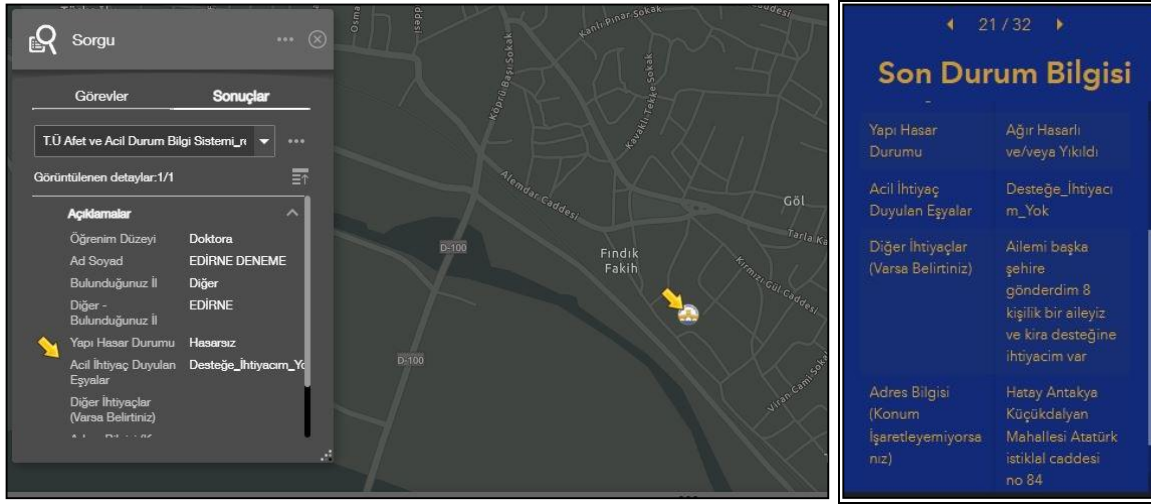 Sorgu
Görevler
Sonuçlar
T.Ü Afet ve Acil Durum Bilgi Sistemi_re
Görüntülenen detaylar:1/1
Açıklamalar
Öğrenim Düzeyi Doktora
Ad Soyad EDİRNE DENEME
Bulunduğunuz İl Diğer
Diğer - EDİRNE
Bulunduğunuz İl
Yapı Hasar Durumu Hasarsız
Acil İhtiyaç Duyulan Desteğe_İhtiyacım_Yo
Eşyalar
Diğer İhtiyaçlar
(Varsa Belirtiniz)
Kanlı Pınar Sokak
Köprü Başı Sokak
Kavaklı Tekke Sokak
Alemdar Caddesi
Göl
D-100
Fındık
Fakih
Kırmızı Gül Caddesi
D-100
Viran Cami Sokak
21 / 32
Son Durum Bilgisi
Yapı Hasar
Durumu
Ağır Hasarlı
ve/veya Yıkıldı
Acil İhtiyaç
Duyulan Eşyalar
Desteğe_İhtiyacı
m_Yok
Diğer İhtiyaçlar
(Varsa Belirtiniz)
Ailemi başka
şehire
gönderdim 8
kişilik bir aileyiz
ve kira desteğine
ihtiyacim var
Adres Bilgisi
(Konum
İşaretleyemiyorsa
nız)
Hatay Antakya
Küçükdalyan
Mahallesi Atatürk
istiklal caddesi
no 84